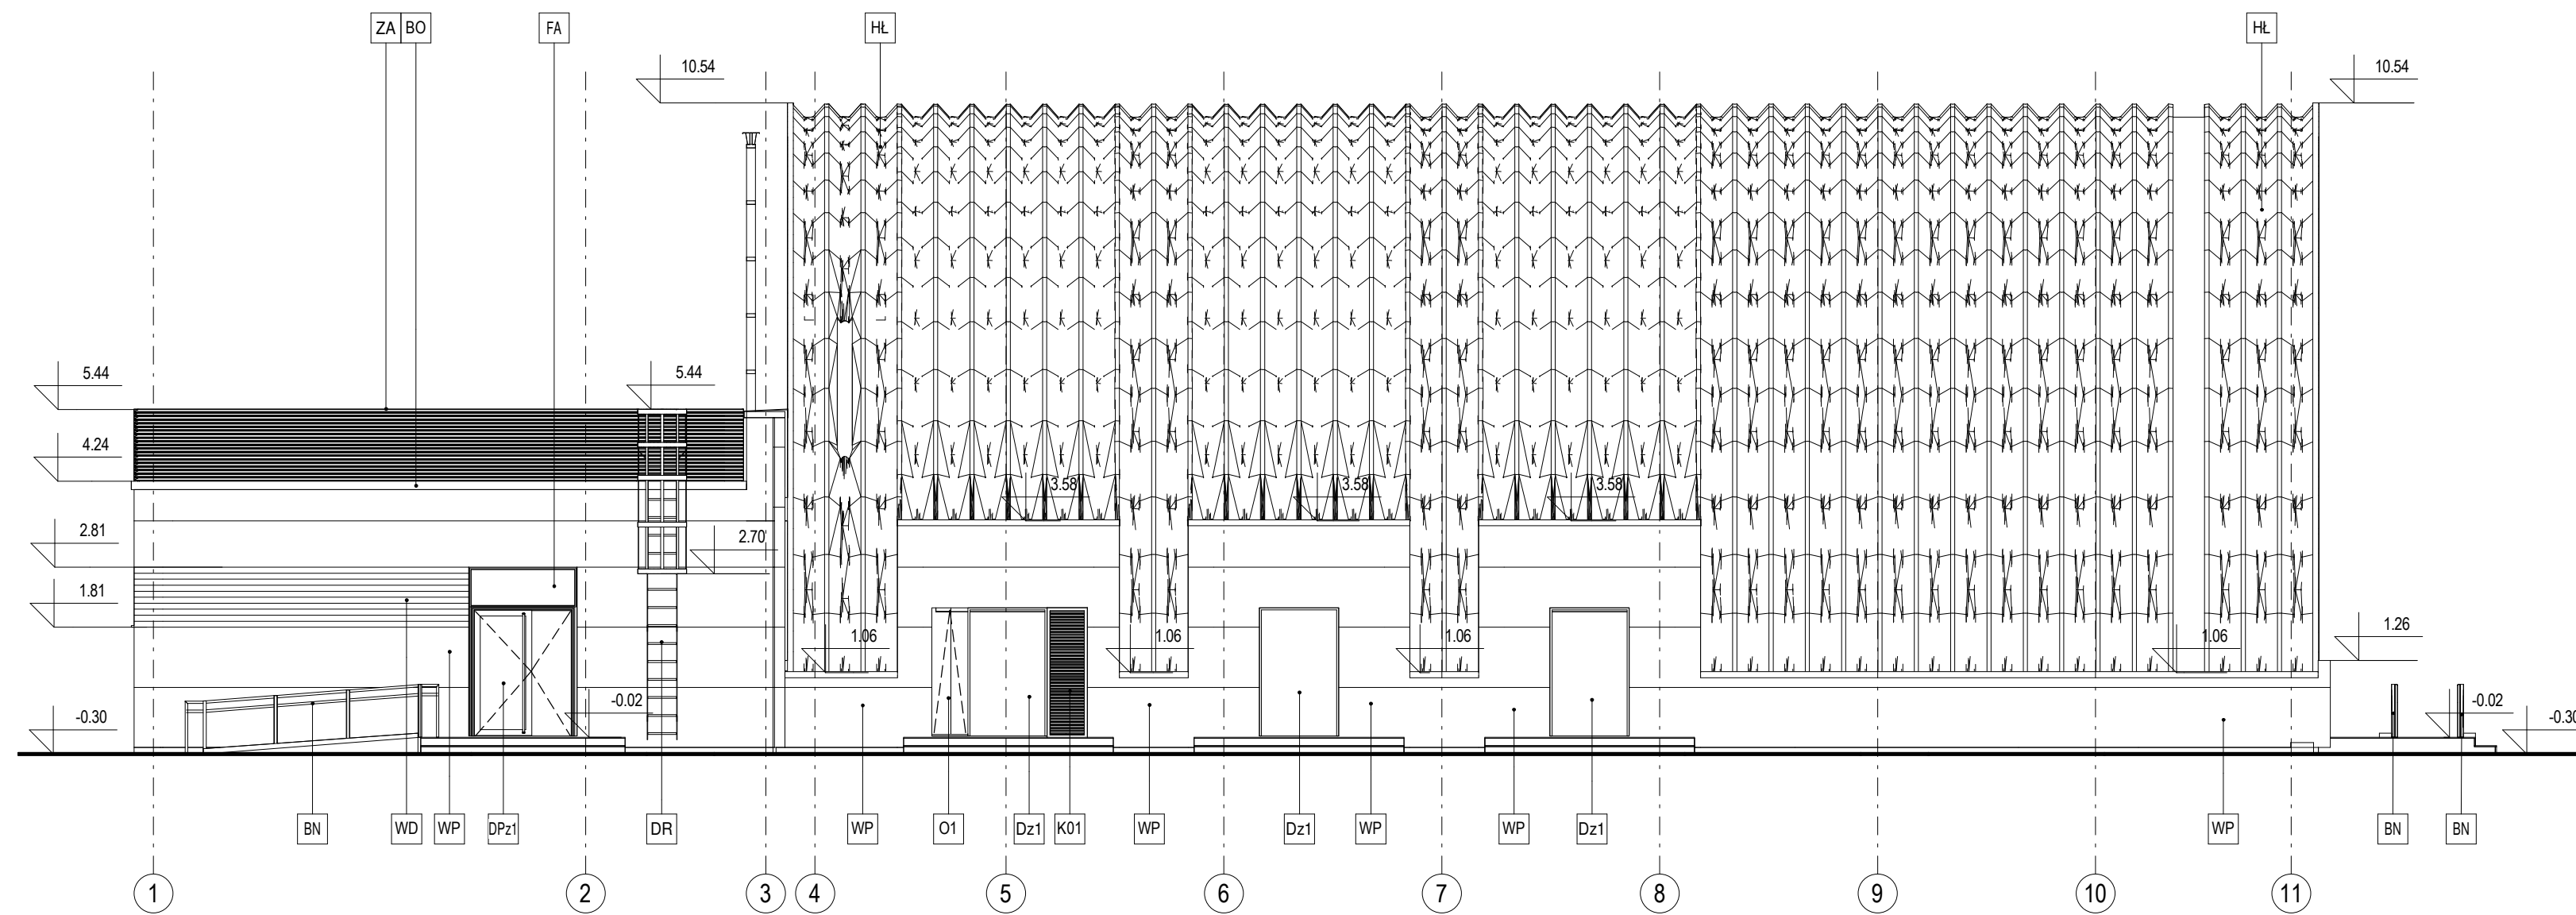 ZA BO FA HŁ HŁ
10.54 10.54
5.44 5.44
4.24
3.58 3.58 3.58
2.81 2.70
1.81
1.06 1.06 1.06 1.06 1.26
-0.30 -0.02 -0.02 -0.30
BN WD WP DPz1 DR WP O1 Dz1 K01 WP Dz1 WP WP Dz1 WP BN BN
1 2 3 4 5 6 7 8 9 10 11